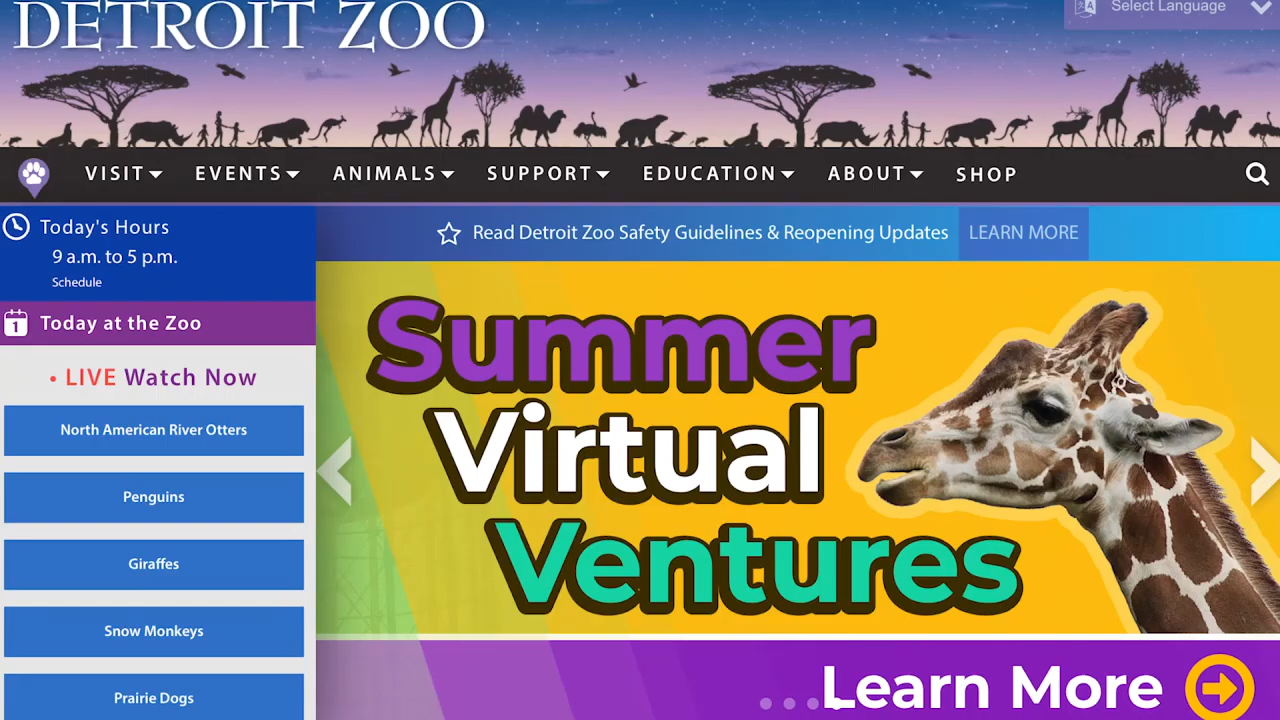 DETROIT ZOO
Select Language
VISIT EVENTS ANIMALS SUPPORT EDUCATION ABOUT SHOP
Today's Hours
9 a.m. to 5 p.m.
Schedule
Read Detroit Zoo Safety Guidelines & Reopening Updates LEARN MORE
1 Today at the Zoo
• LIVE Watch Now
North American River Otters
Penguins
Giraffes
Snow Monkeys
Prairie Dogs
Summer
Virtual
Ventures
Learn More